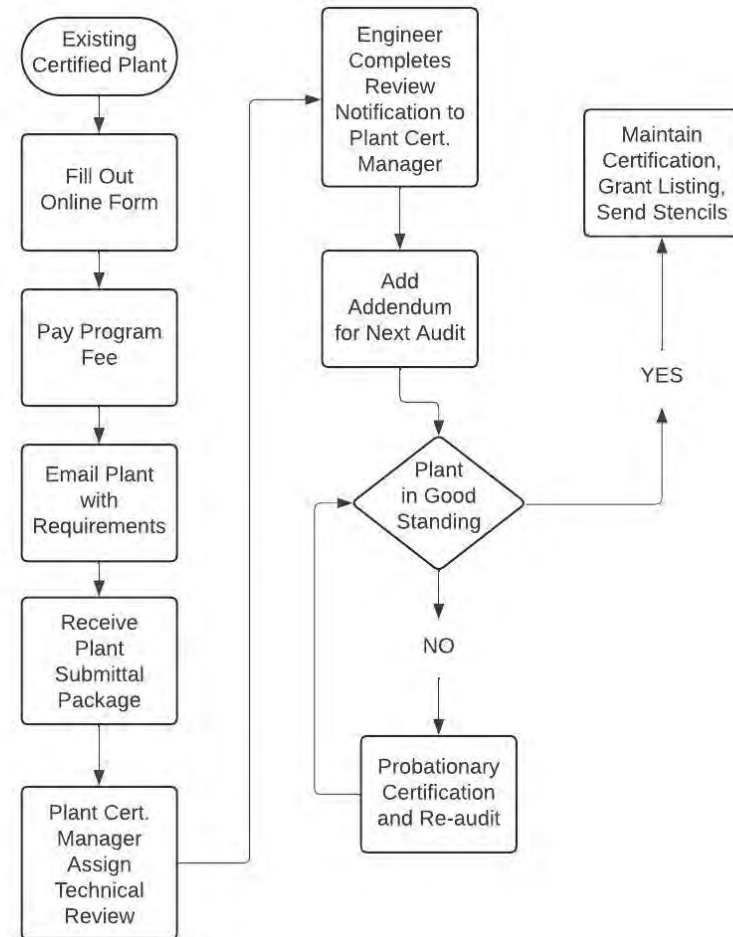 Existing
Certified Plant
Fill Out
Online Form
Pay Program
Fee
Email Plant
with
Requirements
Receive
Plant
Submittal
Package
Plant Cert.
Manager
Assign
Technical
Review
Engineer
Completes
Review
Notification to
Plant Cert.
Manager
Add
Addendum
for Next Audit
Plant
in Good
Standing
NO
Probationary
Certification
and Re-audit
YES
Maintain
Certification,
Grant Listing,
Send Stencils